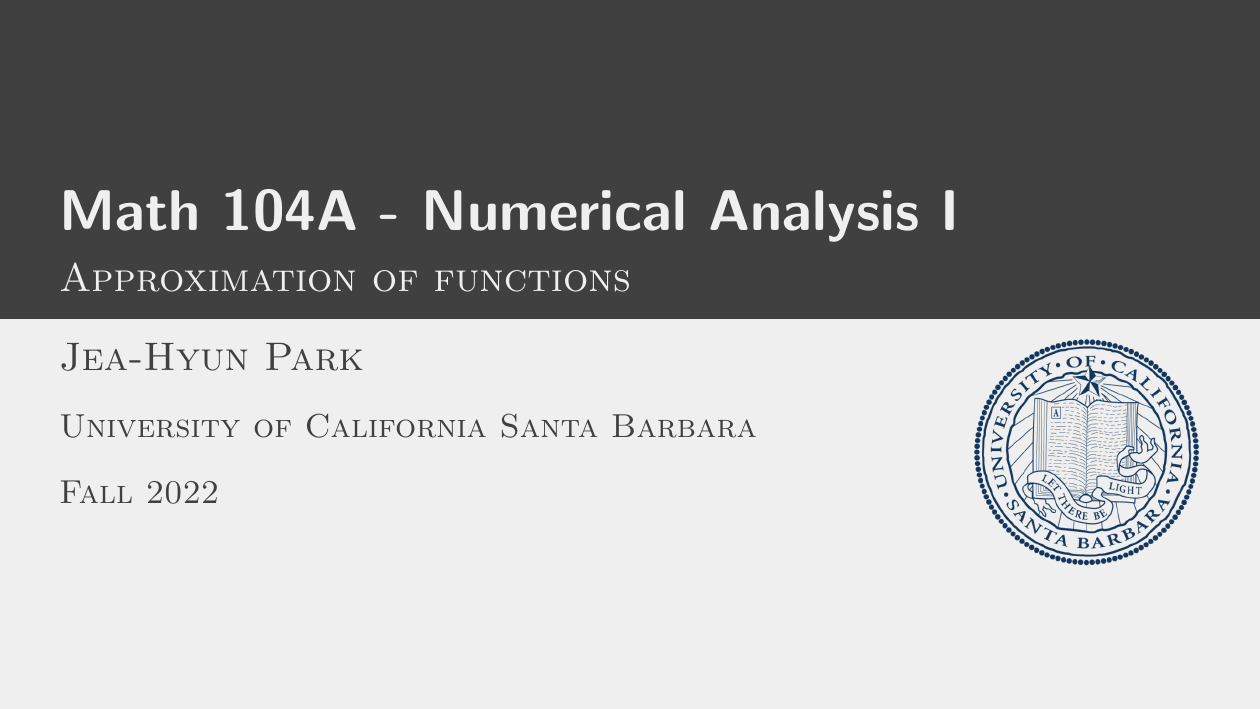 Math 104A - Numerical Analysis I
Approximation of functions
Jea-Hyun Park
University of California Santa Barbara
Fall 2022
UNIVERSITY · OF · CALIFORNIA · SANTA BARBARA ·
A
LET THERE BE LIGHT